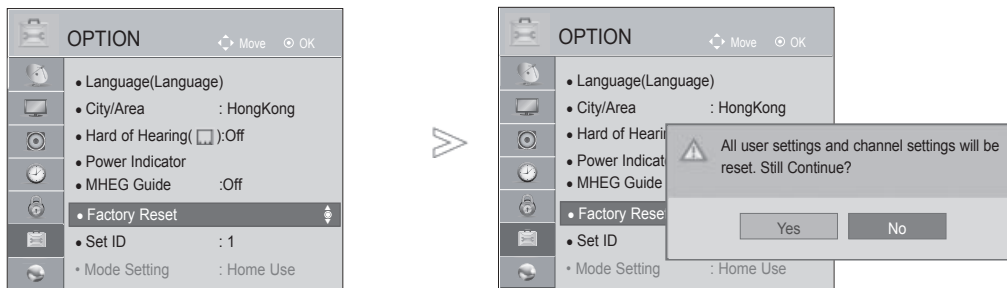 OPTION
Move OK
• Language(Language)
• City/Area : HongKong
• Hard of Hearing( ):Off
• Power Indicator
• MHEG Guide :Off
• Factory Reset
• Set ID : 1
• Mode Setting : Home Use
OPTION
Move OK
• Language(Language)
• City/Area : HongKong
• Hard of Hearin
• Power Indicat
• MHEG Guide
• Factory Rese
• Set ID
• Mode Setting : Home Use
All user settings and channel settings will be
reset. Still Continue?
Yes No